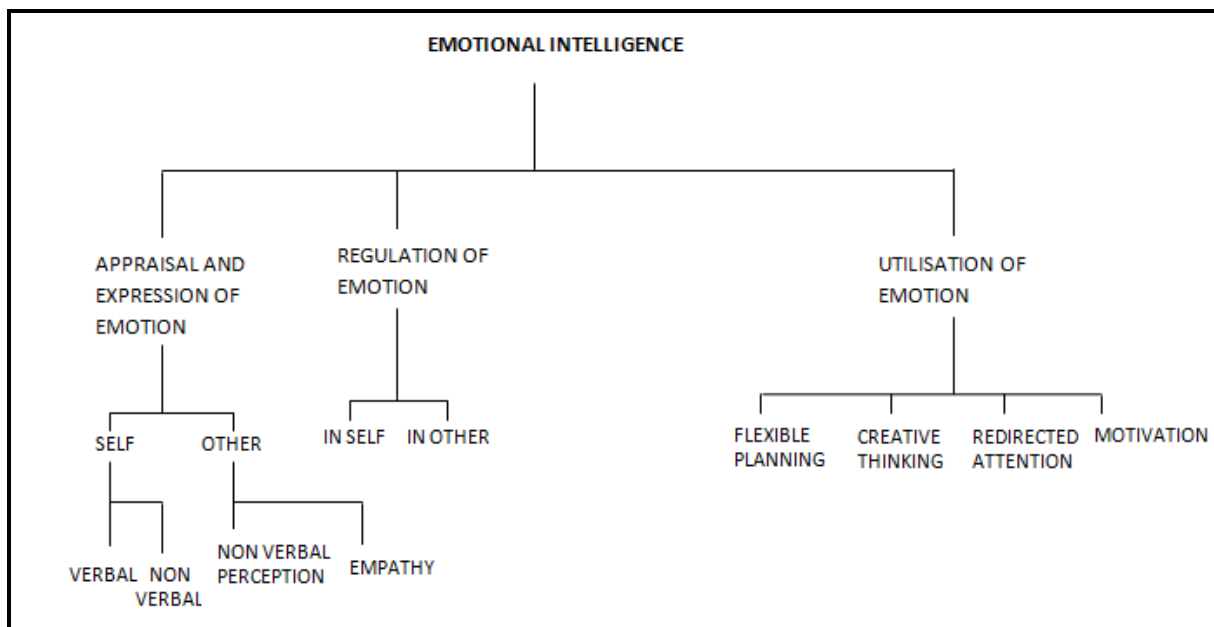 EMOTIONAL INTELLIGENCE
APPRAISAL AND
EXPRESSION OF
EMOTION
REGULATION OF
EMOTION
UTILISATION OF
EMOTION
SELF
OTHER
IN SELF
IN OTHER
FLEXIBLE
PLANNING
CREATIVE
THINKING
REDIRECTED
ATTENTION
MOTIVATION
VERBAL
NON
VERBAL
NON VERBAL
PERCEPTION
EMPATHY